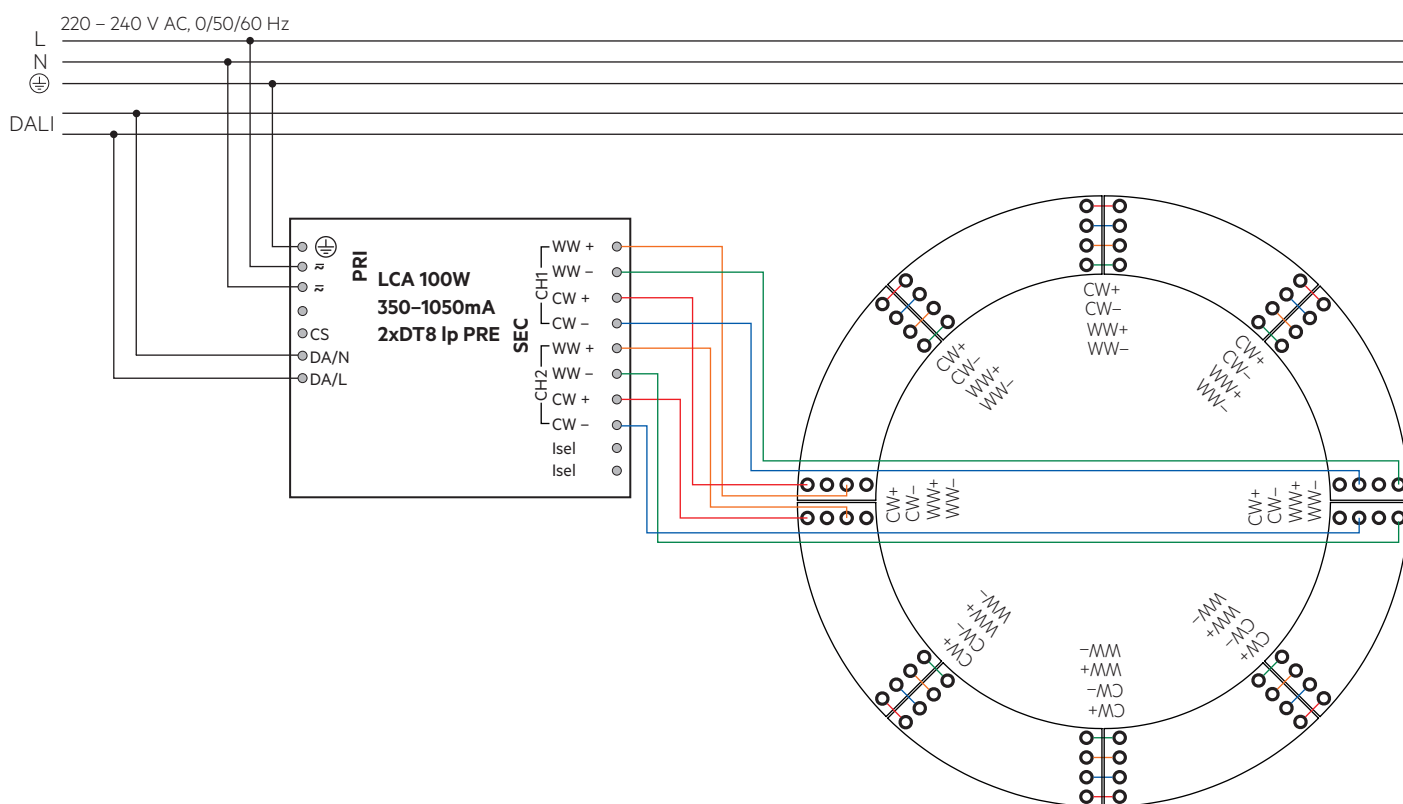 220 – 240 V AC, 0/50/60 Hz
L
N
DALI
PRI
LCA 100W
350–1050mA
2xDT8 lp PRE
SEC
≂
≂
CS
DA/N
DA/L
CH1
WW +
WW –
CW +
CW –
CH2
WW +
WW –
CW +
CW –
Isel
Isel
CW+
CW–
WW+
WW–
CW+
CW–
WW+
WW–
CW+
CW–
WW+
WW–
CW+
CW–
WW+
WW–
CW+
CW–
WW+
WW–
WW–
WW+
CW–
CW+
WW–
WW+
CW–
CW+
WW–
WW+
CW–
CW+